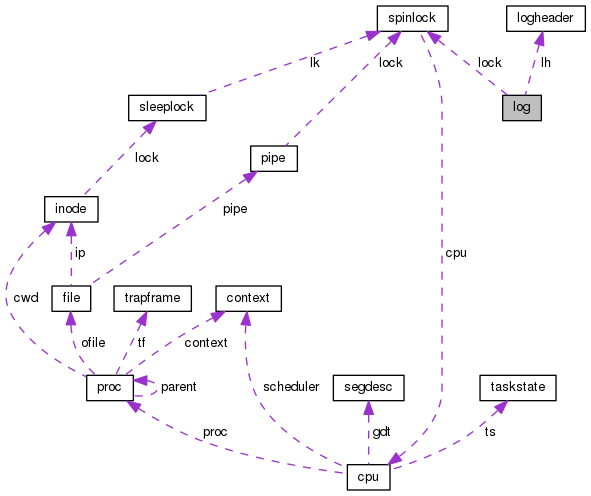 spinlock
logheader
lk
lock
lock
lh
sleeplock
log
lock
pipe
inode
pipe
cwd
ip
cpu
file
trapframe
context
ofile
tf
context
proc
parent
scheduler
segdesc
taskstate
proc
gdt
ts
cpu